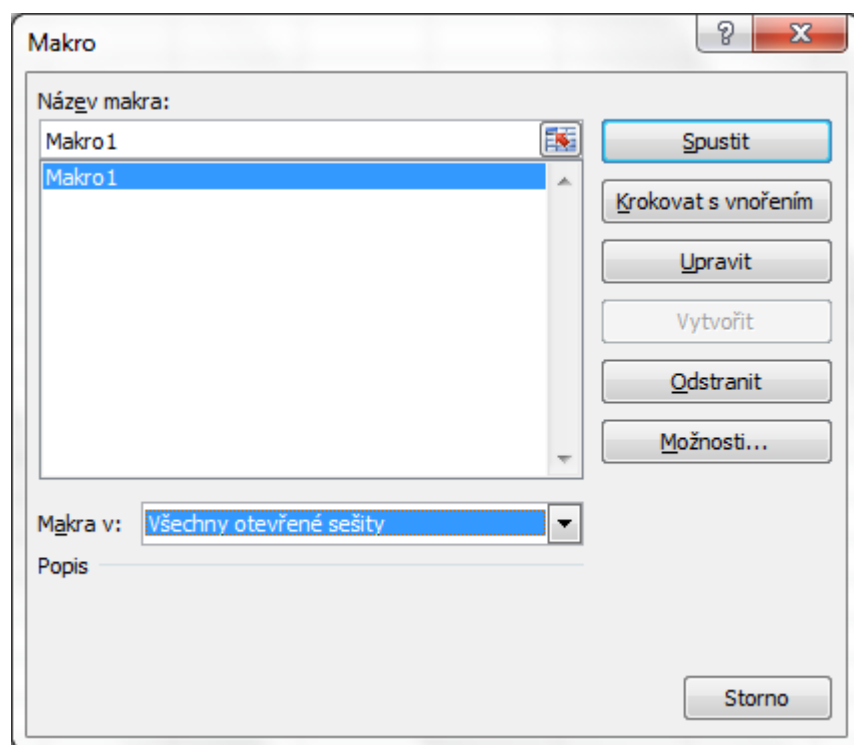 Makro
Název makra:
Makro1
Makro1
Spustit
Krokovat s vnořením
Upravit
Vytvořit
Odstranit
Možnosti...
Makra v: Všechny otevřené sešity
Popis
Storno